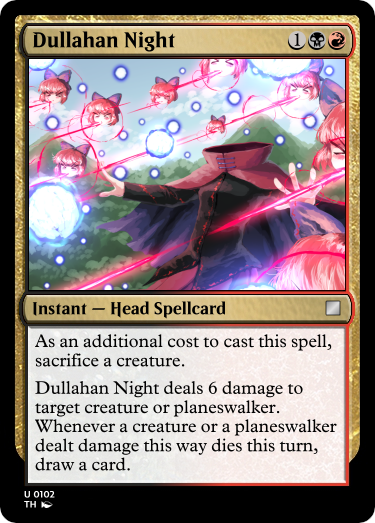 Dullahan Night 1
Instant — Head Spellcard
As an additional cost to cast this spell,
sacrifice a creature.
Dullahan Night deals 6 damage to
target creature or planeswalker.
Whenever a creature or a planeswalker
dealt damage this way dies this turn,
draw a card.
U 0102
TH